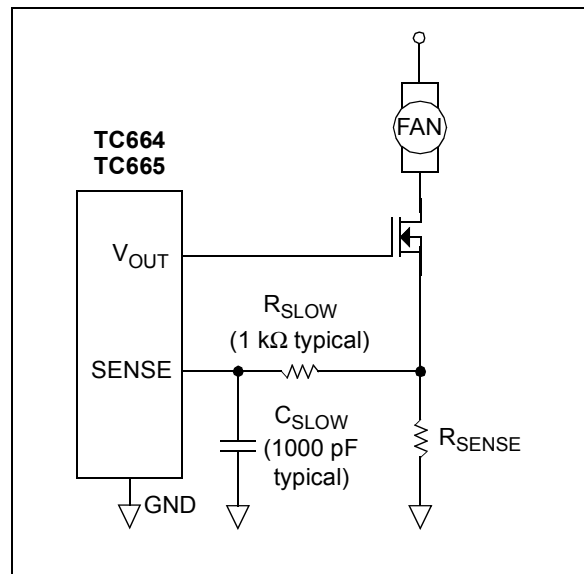 FAN
TC664
TC665
VOUT
RSLOW
(1 kΩ typical)
SENSE
CSLOW
(1000 pF
typical)
RSENSE
GND